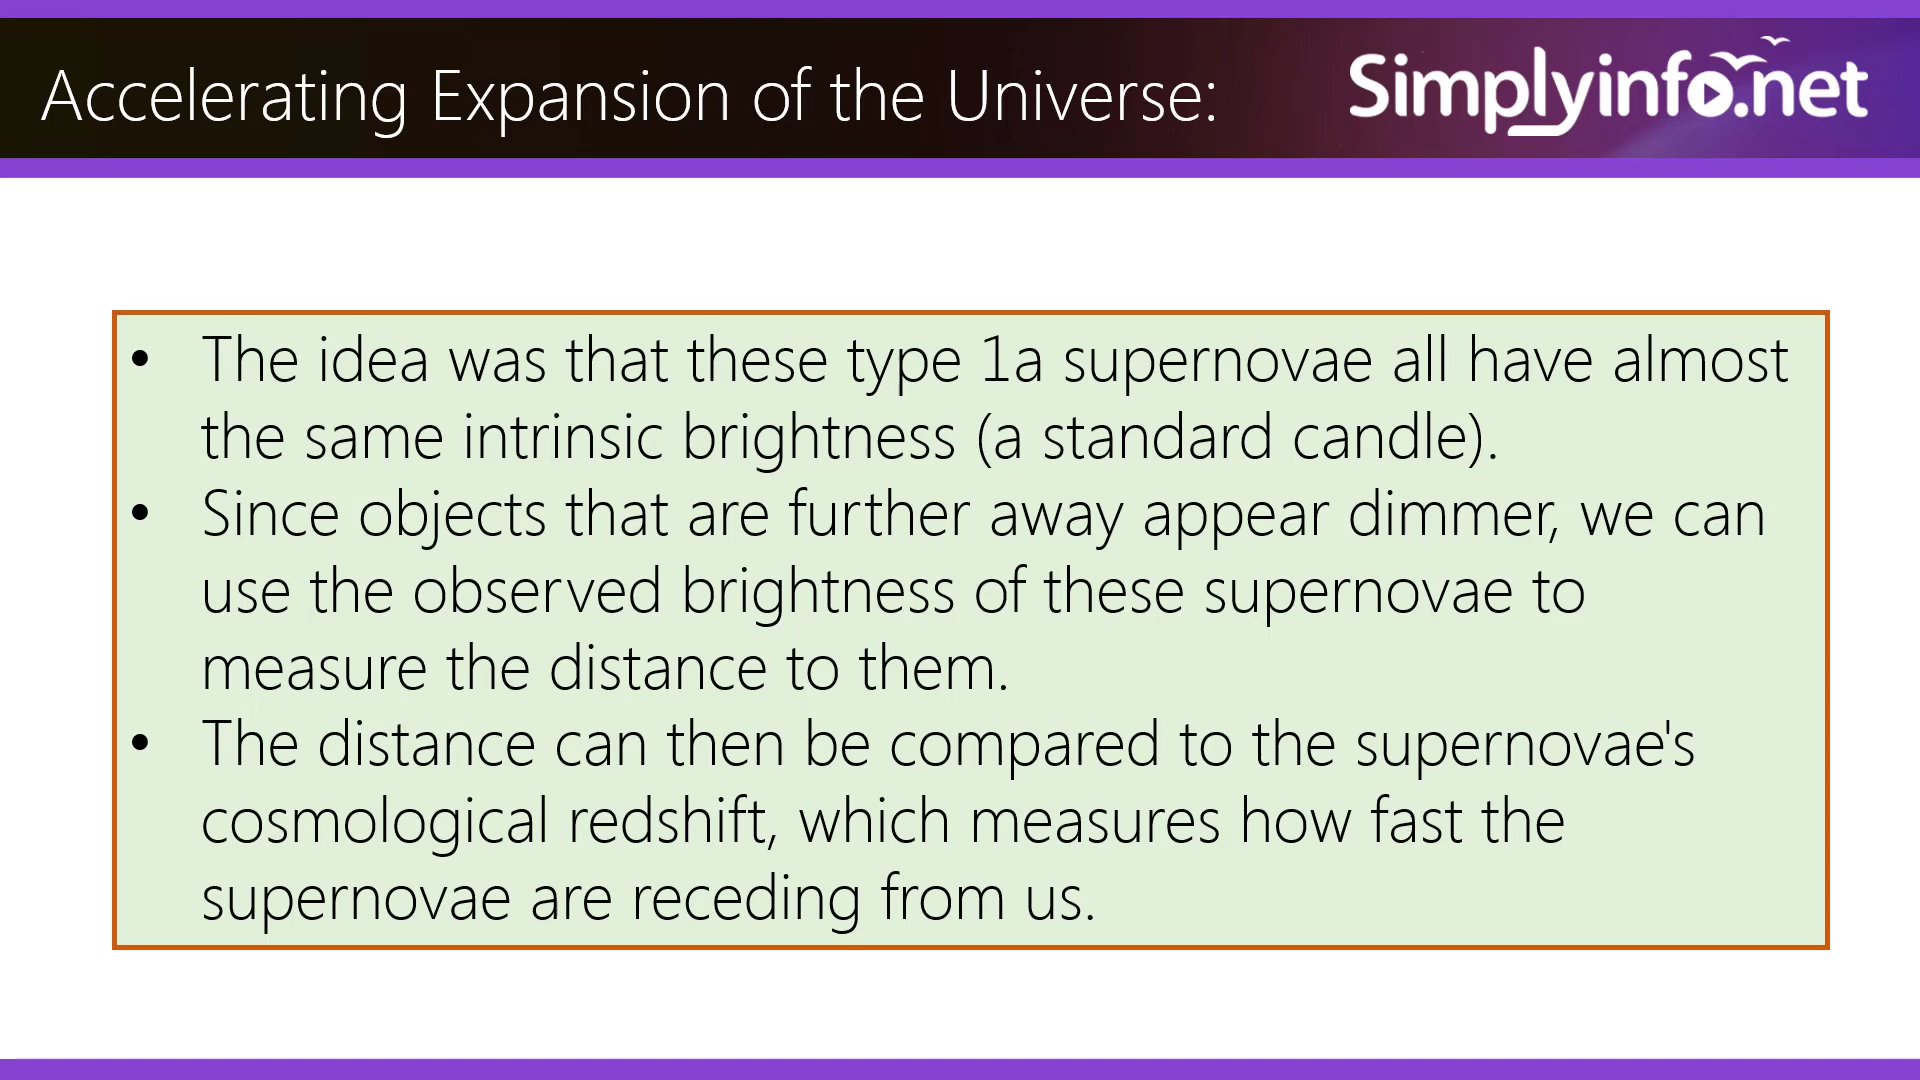 Accelerating Expansion of the Universe:
Simplyinfo.net
• The idea was that these type 1a supernovae all have almost
the same intrinsic brightness (a standard candle).
• Since objects that are further away appear dimmer, we can
use the observed brightness of these supernovae to
measure the distance to them.
• The distance can then be compared to the supernovae's
cosmological redshift, which measures how fast the
supernovae are receding from us.